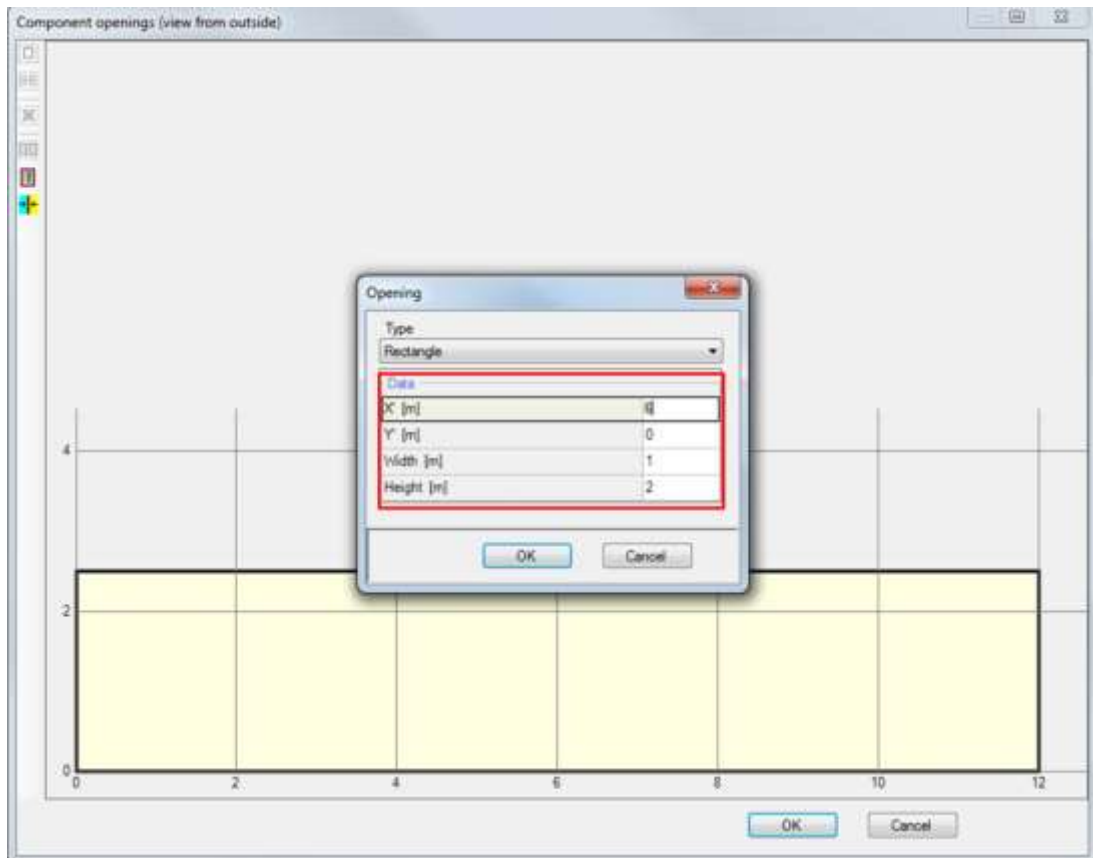 Component openings (view from outside)
Opening
Type
Rectangle
Data
X' [m] 6
Y' [m] 0
Width [m] 1
Height [m] 2
OK Cancel
4
2
0
0 2 4 6 8 10 12
OK Cancel